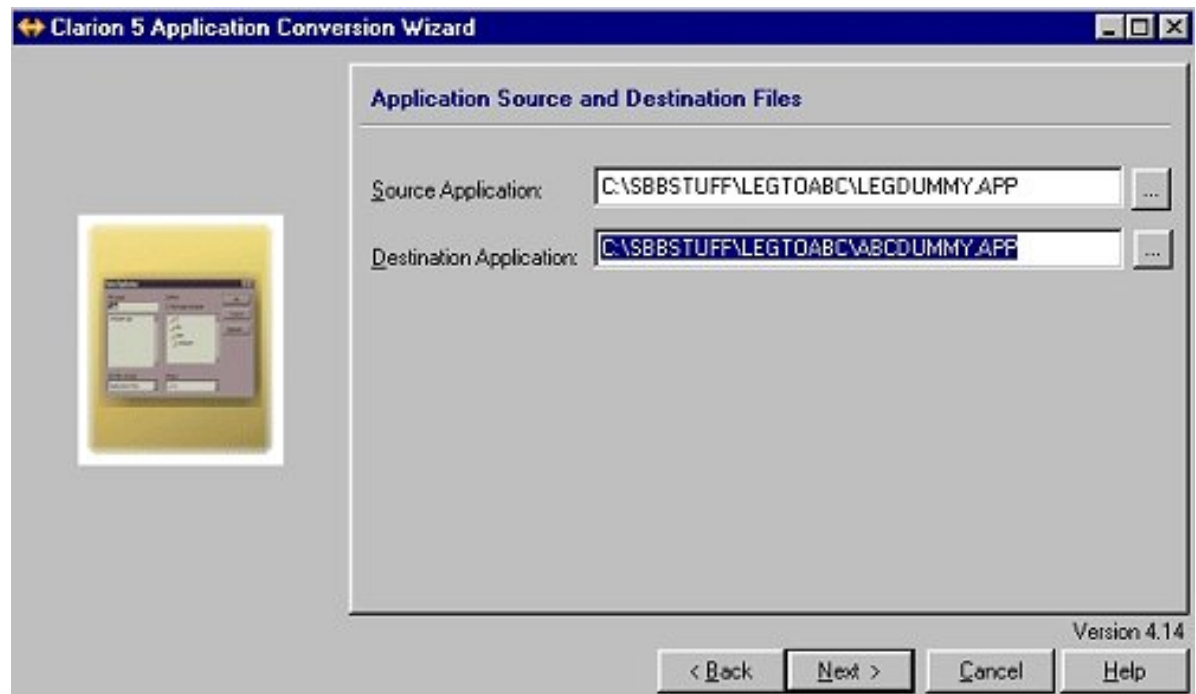 Clarion 5 Application Conversion Wizard
Application Source and Destination Files
Source Application: C:\SBBSTUFF\LEGTOABC\LEGDUMMY.APP ...
Destination Application: C:\SBBSTUFF\LEGTOABC\ABCDUMMY.APP ...
Version 4.14
< Back Next > Cancel Help